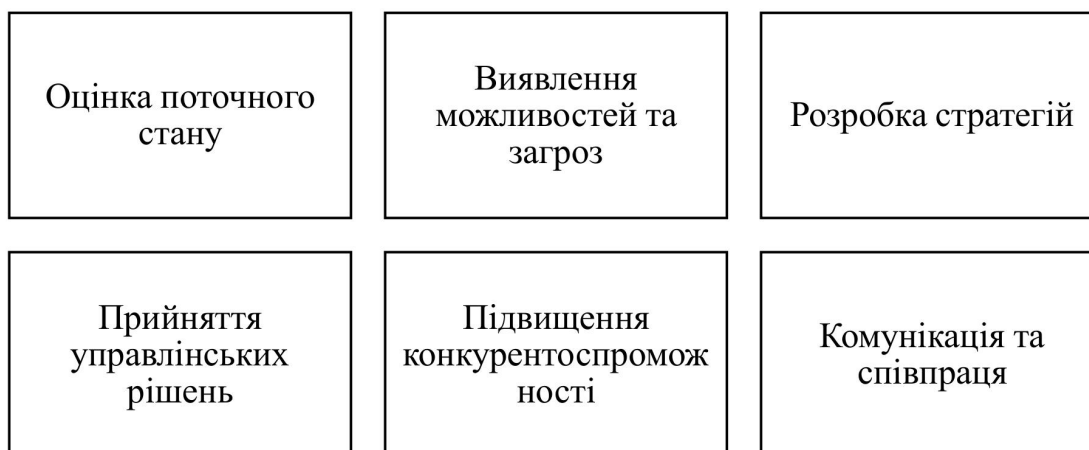 Оцінка поточного
стану
Виявлення
можливостей та
загроз
Розробка стратегій
Прийняття
управлінських
рішень
Підвищення
конкурентоспромож
ності
Комунікація та
співпраця